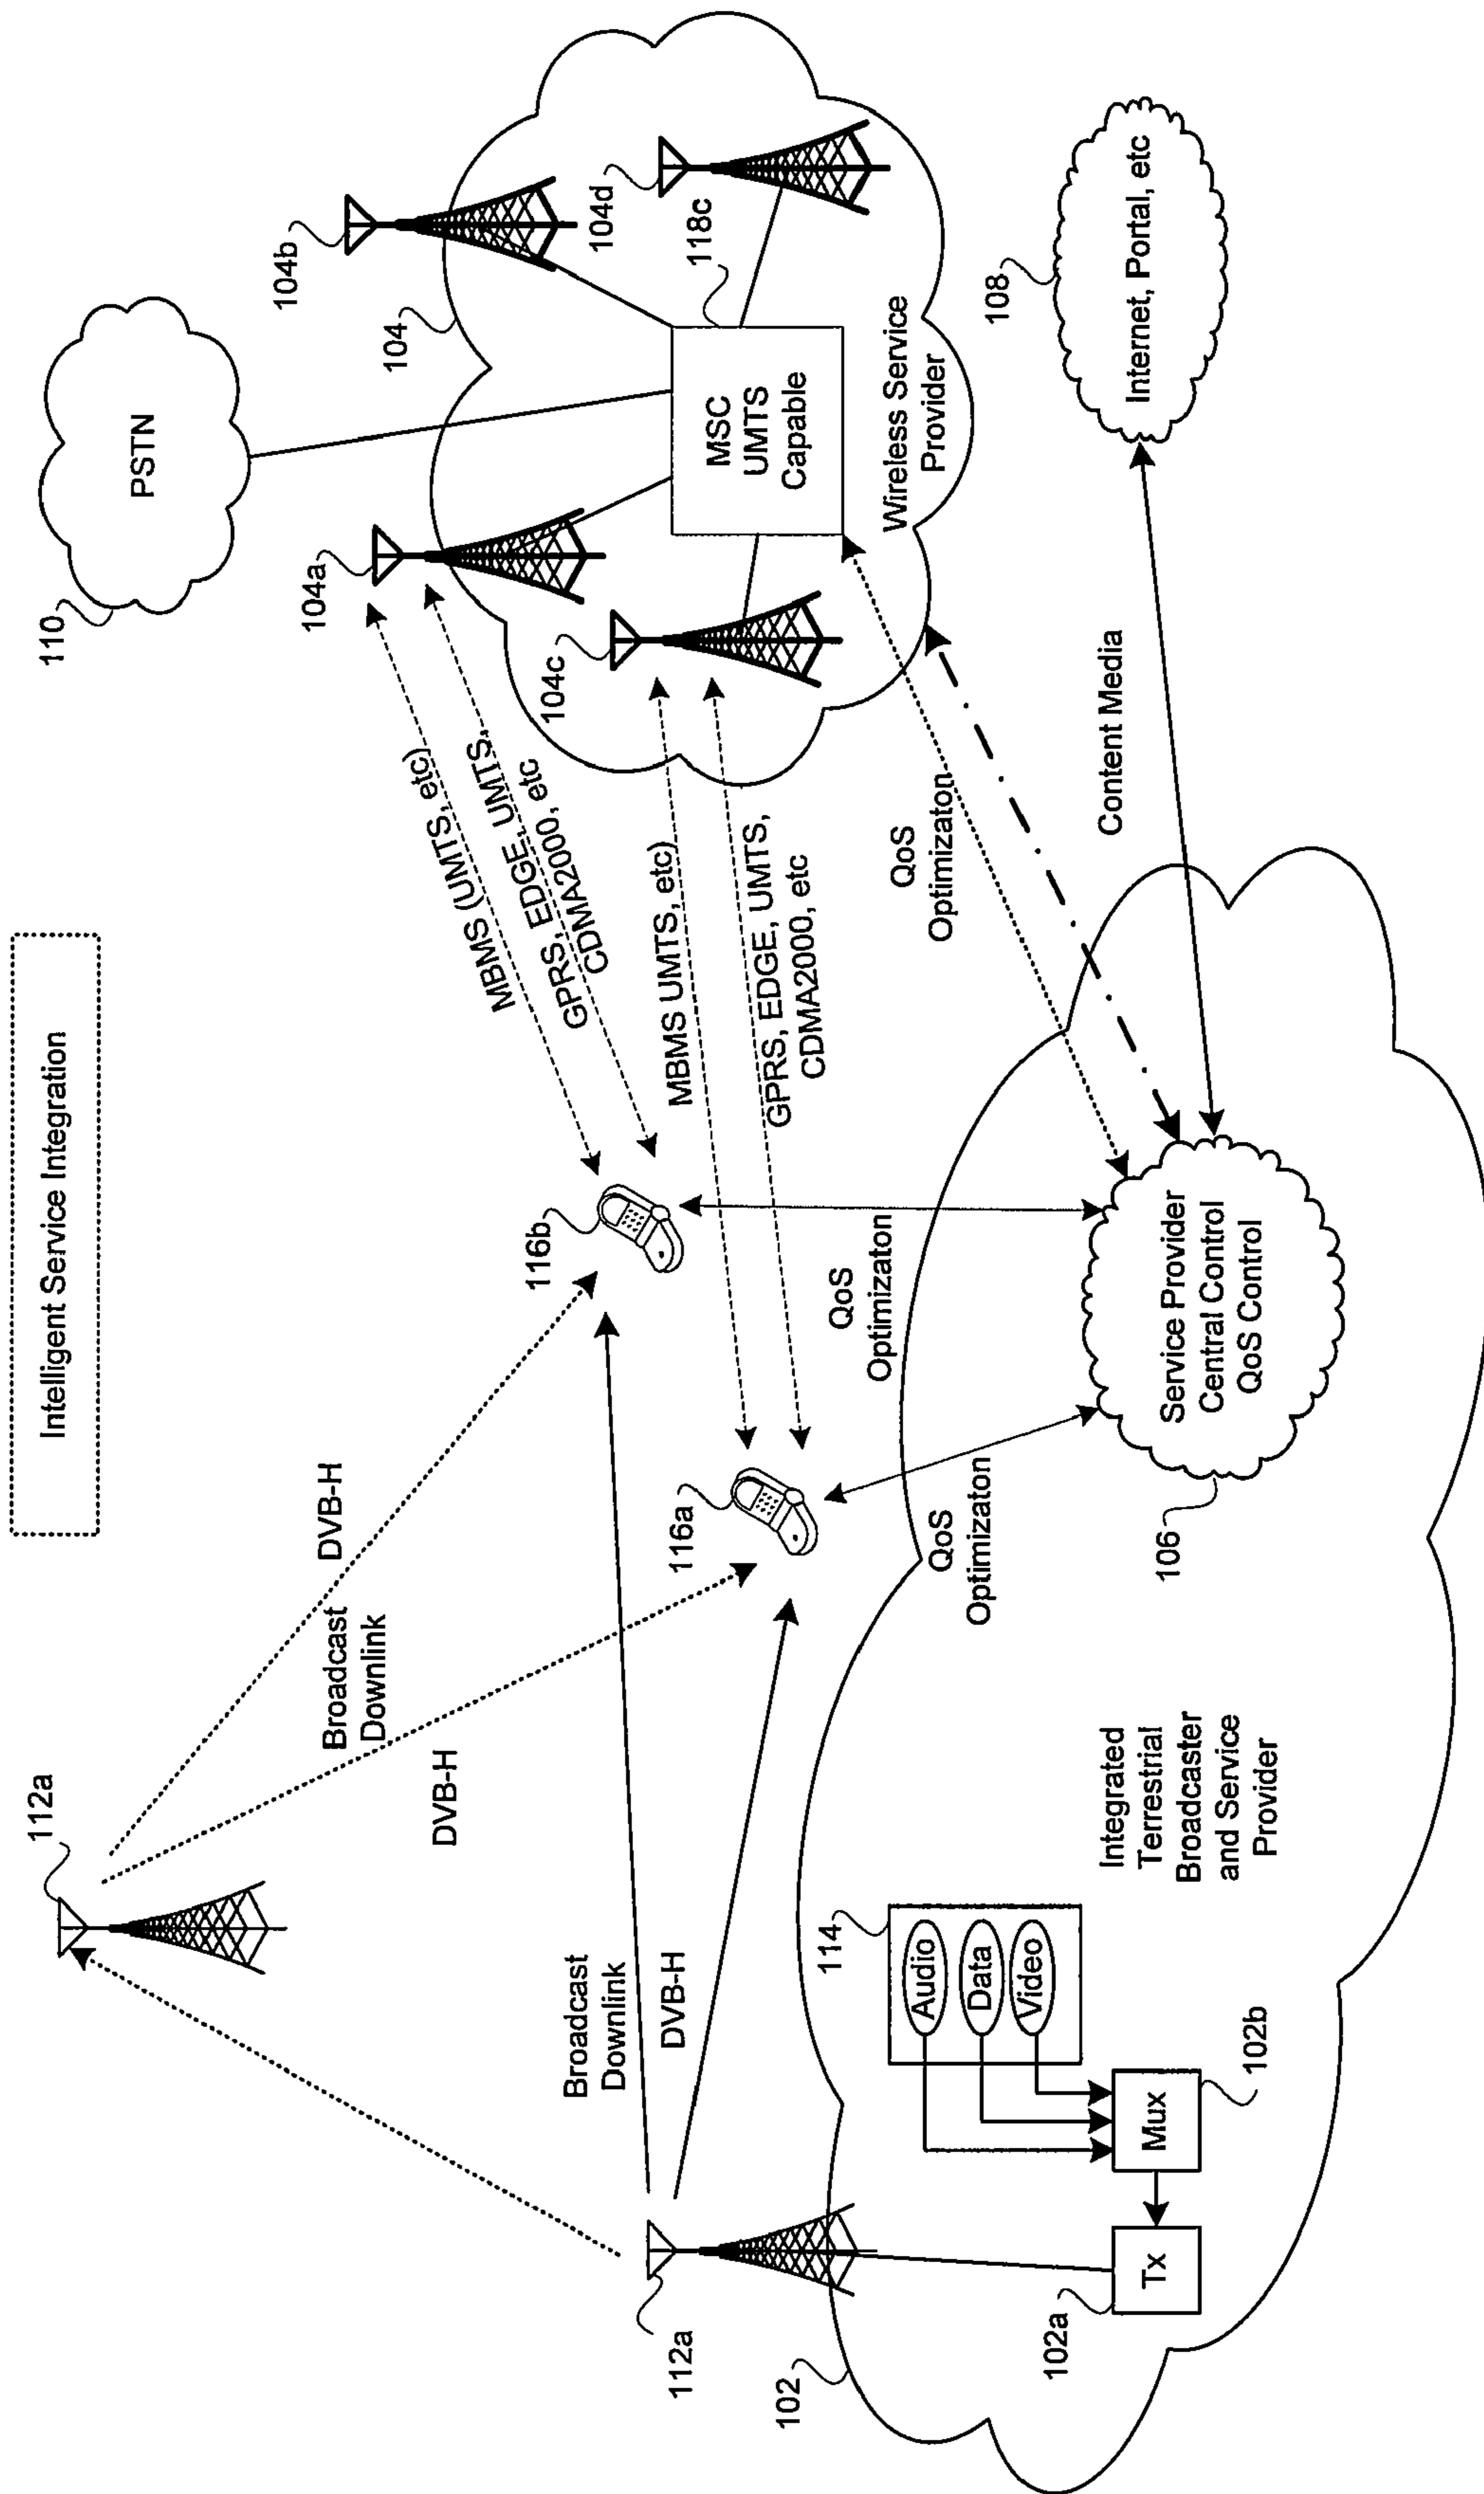 Intelligent Service Integration
112a
DVB-H
Broadcast
Downlink
DVB-H
Broadcast
Downlink
DVB-H
112a
116b
116a
110
PSTN
104a
104b
104
104c
104d
118c
MSC
UMTS
Capable
Wireless Service
Provider
MBMS (UMTS, etc)
GPRS, EDGE, UMTS,
CDMA2000, etc
MBMS UMTS, etc)
GPRS, EDGE, UMTS,
CDMA2000, etc
QoS
Optimizaton
QoS
Optimizaton
QoS
Optimizaton
Content Media
108
Internet, Portal, etc
102
114
Audio
Data
Video
102a
Tx
Mux
102b
Integrated
Terrestrial
Broadcaster
and Service
Provider
106
Service Provider
Central Control
QoS Control